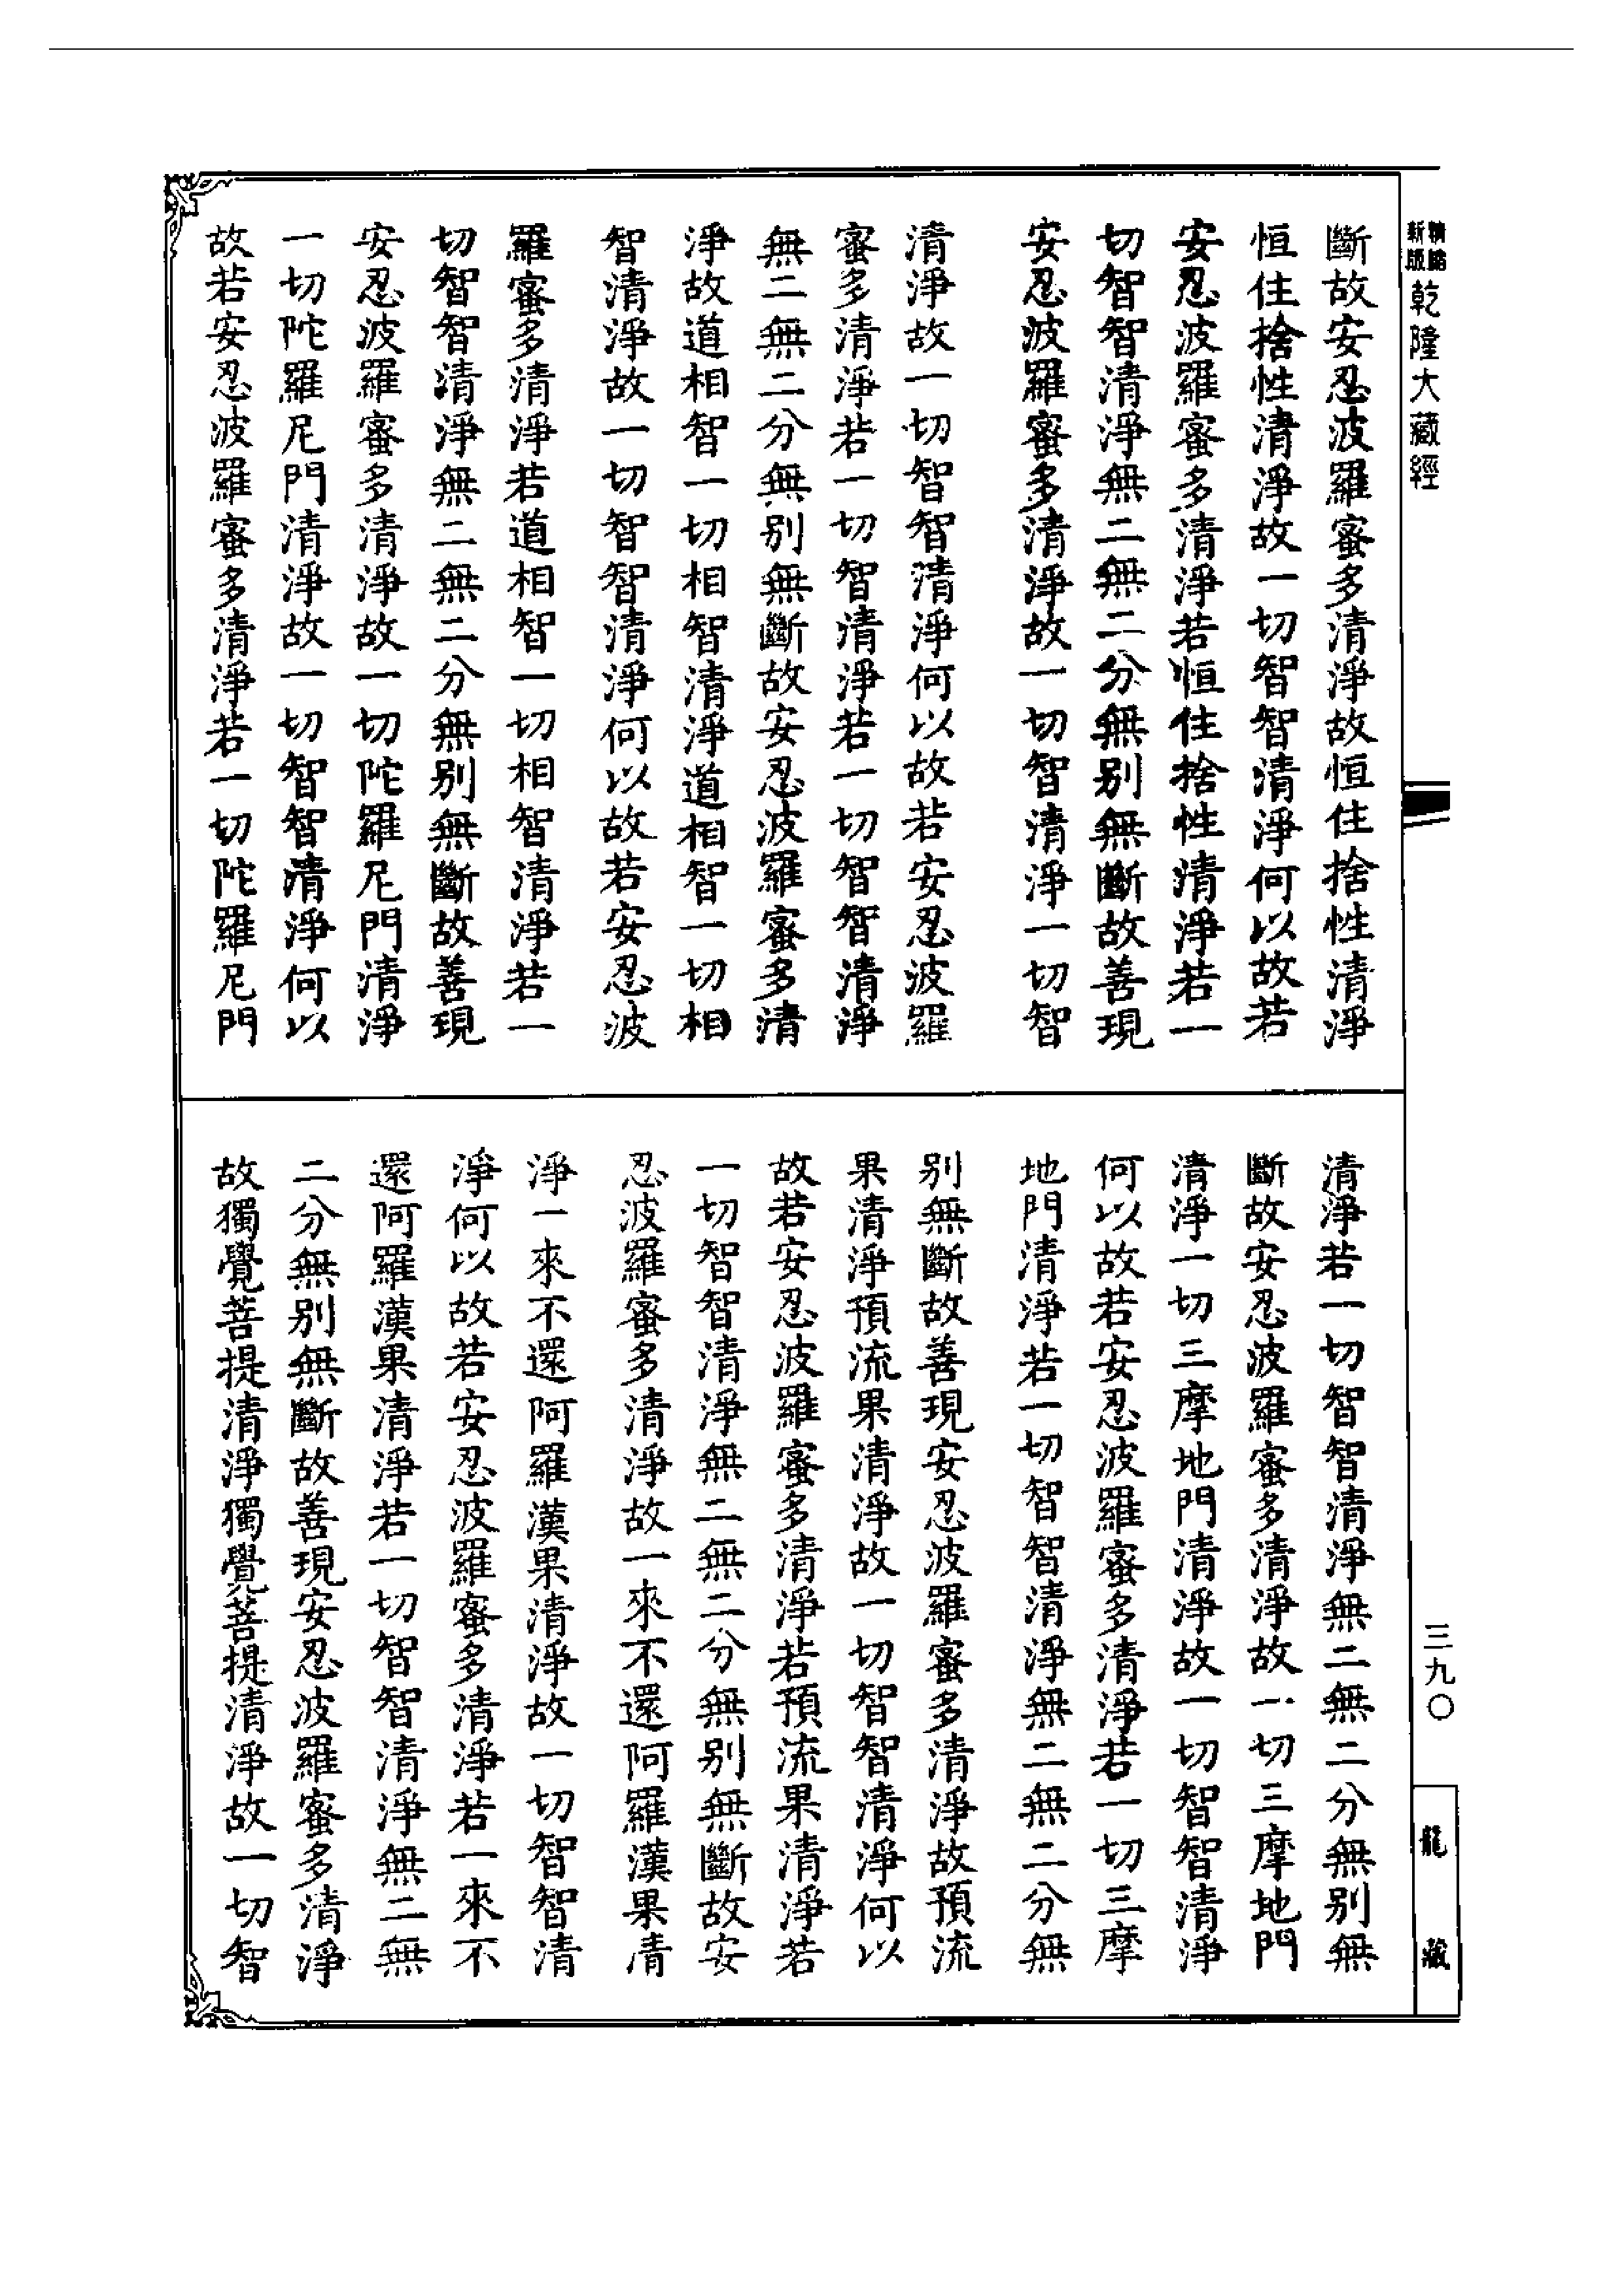 新版
乾隆大藏經
三九〇
龍藏
斷故安忍波羅蜜多清淨故恒住捨性清淨
恒住捨性清淨故一切智智清淨何以故若
安忍波羅蜜多清淨若恒住捨性清淨若一
切智智清淨無二無二分無別無斷故善現
安忍波羅蜜多清淨故一切智清淨一切智
清淨故一切智智清淨何以故若安忍波羅
蜜多清淨若一切智清淨若一切智智清淨
無二無二分無別無斷故安忍波羅蜜多清
淨故道相智一切相智清淨道相智一切相
智清淨故一切智智清淨何以故若安忍波
羅蜜多清淨若道相智一切相智清淨若一
切智智清淨無二無二分無別無斷故善現
安忍波羅蜜多清淨故一切陀羅尼門清淨
一切陀羅尼門清淨故一切智智清淨何以
故若安忍波羅蜜多清淨若一切陀羅尼門
清淨若一切智智清淨無二無二分無別無
斷故安忍波羅蜜多清淨故一切三摩地門
清淨一切三摩地門清淨故一切智智清淨
何以故若安忍波羅蜜多清淨若一切三摩
地門清淨若一切智智清淨無二無二分無
別無斷故善現安忍波羅蜜多清淨故預流
果清淨預流果清淨故一切智智清淨何以
故若安忍波羅蜜多清淨若預流果清淨若
一切智智清淨無二無二分無別無斷故安
忍波羅蜜多清淨故一來不還阿羅漢果清
淨一來不還阿羅漢果清淨故一切智智清
淨何以故若安忍波羅蜜多清淨若一來不
還阿羅漢果清淨若一切智智清淨無二無
二分無別無斷故善現安忍波羅蜜多清淨
故獨覺菩提清淨獨覺菩提清淨故一切智